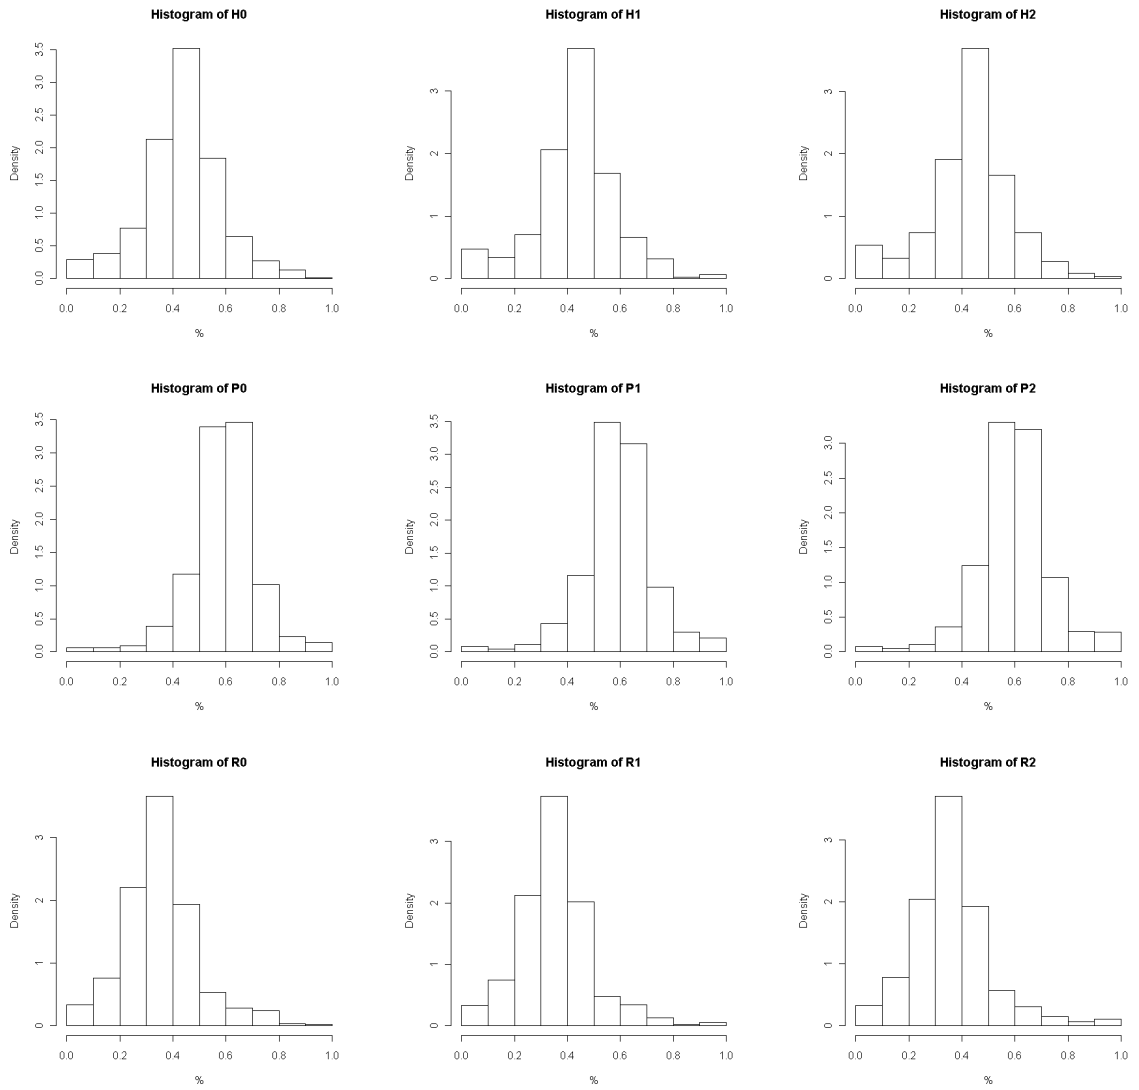 Histogram of H0
Density
0.0 0.5 1.0 1.5 2.0 2.5 3.0 3.5
0.0 0.2 0.4 0.6 0.8 1.0
%
Histogram of H1
Density
0 1 2 3
0.0 0.2 0.4 0.6 0.8 1.0
%
Histogram of H2
Density
0 1 2 3
0.0 0.2 0.4 0.6 0.8 1.0
%
Histogram of P0
Density
0.0 0.5 1.0 1.5 2.0 2.5 3.0 3.5
0.0 0.2 0.4 0.6 0.8 1.0
%
Histogram of P1
Density
0.0 0.5 1.0 1.5 2.0 2.5 3.0 3.5
0.0 0.2 0.4 0.6 0.8 1.0
%
Histogram of P2
Density
0.0 0.5 1.0 1.5 2.0 2.5 3.0
0.0 0.2 0.4 0.6 0.8 1.0
%
Histogram of R0
Density
0 1 2 3
0.0 0.2 0.4 0.6 0.8 1.0
%
Histogram of R1
Density
0 1 2 3
0.0 0.2 0.4 0.6 0.8 1.0
%
Histogram of R2
Density
0 1 2 3
0.0 0.2 0.4 0.6 0.8 1.0
%